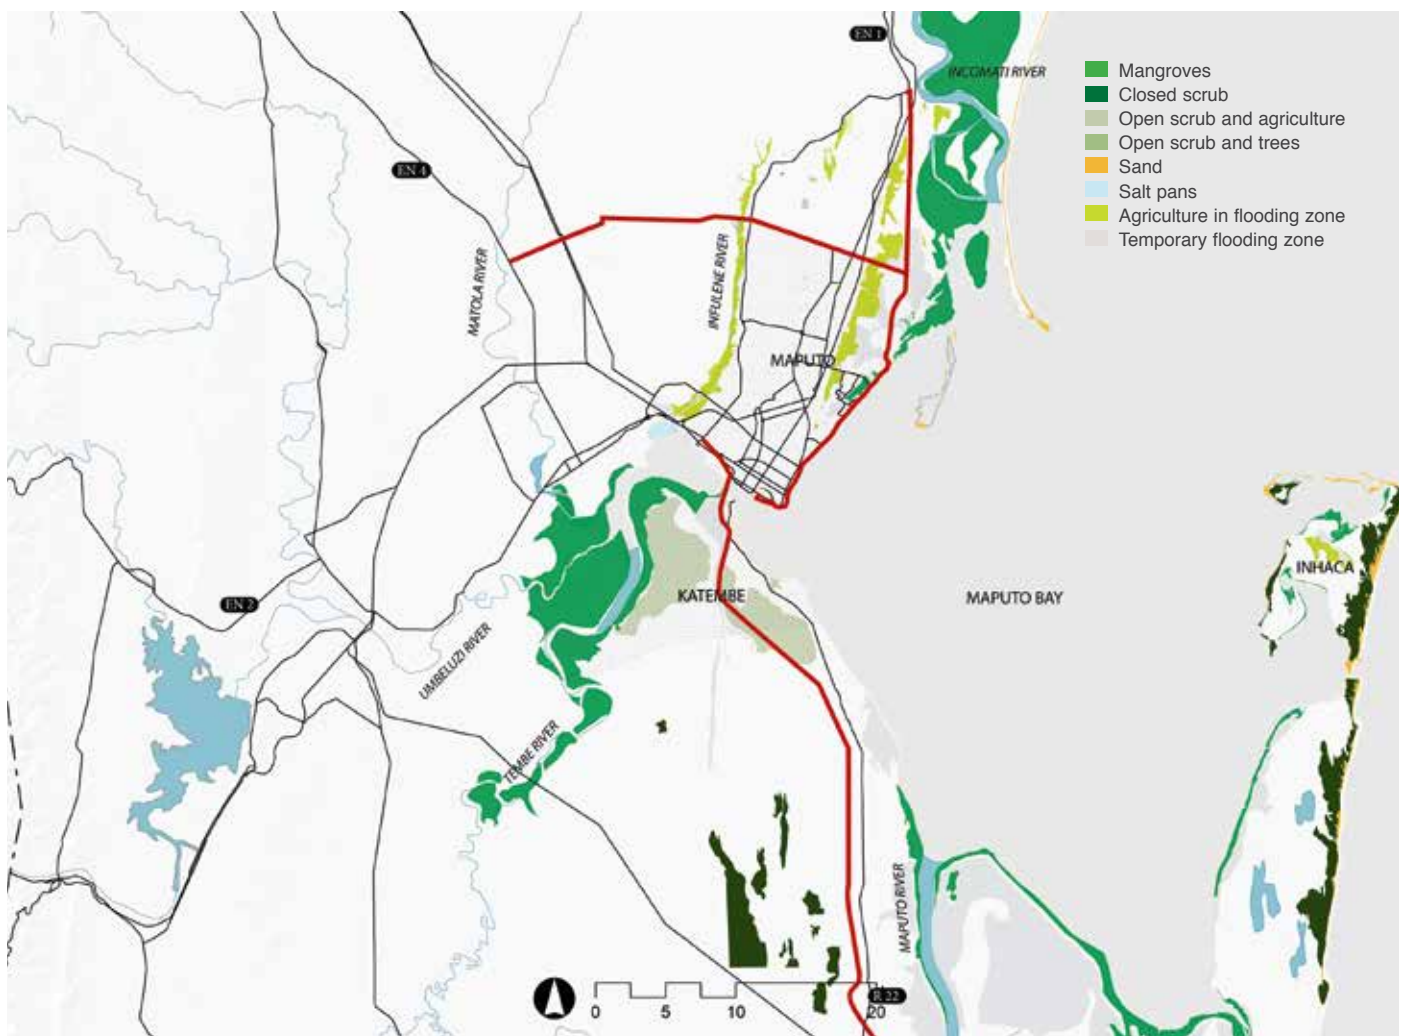 EN 1
INCOMATI RIVER
Mangroves
Closed scrub
Open scrub and agriculture
Open scrub and trees
Sand
Salt pans
Agriculture in flooding zone
Temporary flooding zone
EN 4
MATOLA RIVER
INFULENE RIVER
MAPUTO
INHACA
KATEMBE
MAPUTO BAY
EN 2
UMBELUZI RIVER
TEMBE RIVER
MAPUTO RIVER
R 22
0 5 10 20